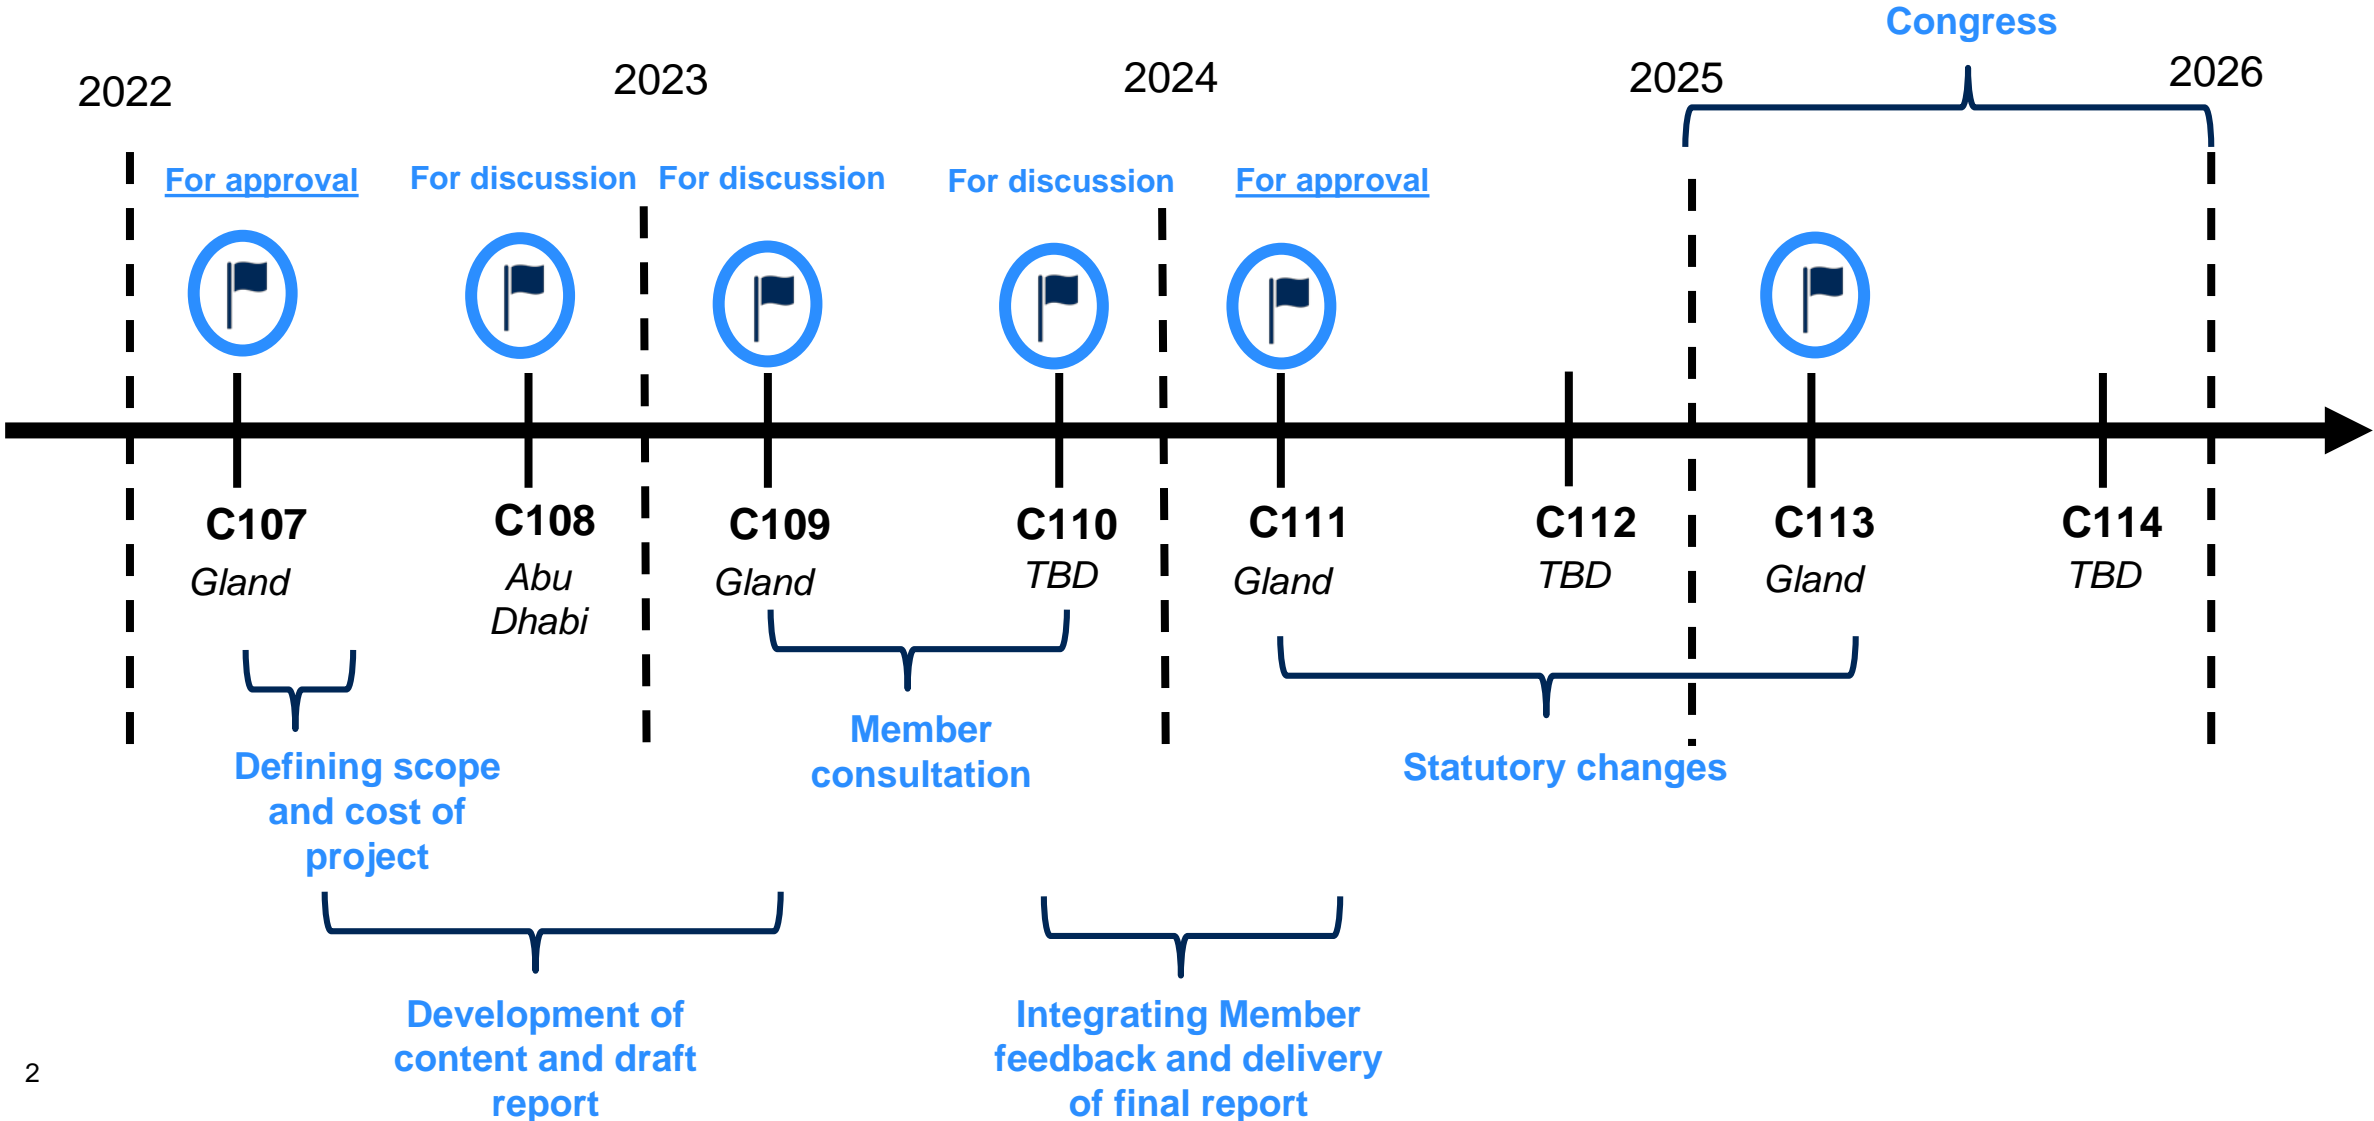 Congress
2022
2023
2024
2025
2026
For approval
For discussion
For discussion
For discussion
For approval
C107
Gland
C108
Abu
Dhabi
C109
Gland
C110
TBD
C111
Gland
C112
TBD
C113
Gland
C114
TBD
Defining scope
and cost of
project
Member
consultation
Statutory changes
Development of
content and draft
report
Integrating Member
feedback and delivery
of final report
2